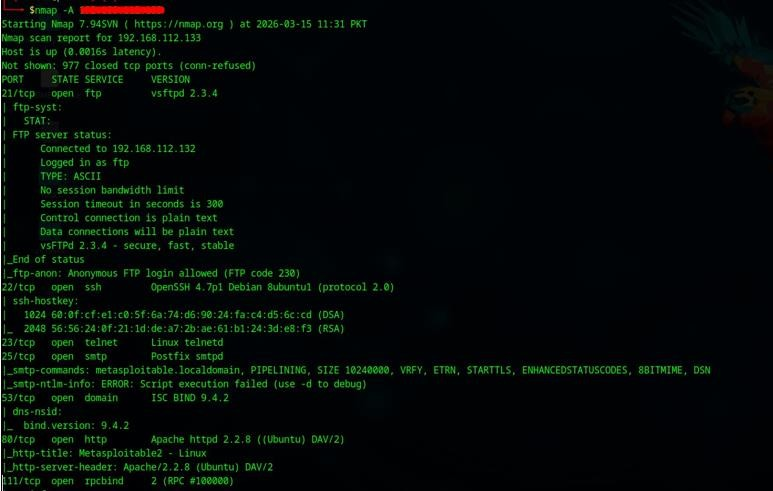 $nmap -A
Starting Nmap 7.94SVN ( https://nmap.org ) at 2026-03-15 11:31 PKT
Nmap scan report for 192.168.112.133
Host is up (0.0016s latency).
Not shown: 977 closed tcp ports (conn-refused)
PORT     STATE SERVICE     VERSION
21/tcp   open  ftp         vsftpd 2.3.4
| ftp-syst:
|   STAT:
| FTP server status:
|      Connected to 192.168.112.132
|      Logged in as ftp
|      TYPE: ASCII
|      No session bandwidth limit
|      Session timeout in seconds is 300
|      Control connection is plain text
|      Data connections will be plain text
|      vsFTPd 2.3.4 - secure, fast, stable
|_End of status
|_ftp-anon: Anonymous FTP login allowed (FTP code 230)
22/tcp   open  ssh         OpenSSH 4.7p1 Debian 8ubuntu1 (protocol 2.0)
| ssh-hostkey:
|   1024 60:0f:cf:e1:c0:5f:6a:74:d6:90:24:fa:c4:d5:6c:cd (DSA)
|_  2048 56:56:24:0f:21:1d:de:a7:2b:ae:61:b1:24:3d:e8:f3 (RSA)
23/tcp   open  telnet      Linux telnetd
25/tcp   open  smtp        Postfix smtpd
|_smtp-commands: metasploitable.localdomain, PIPELINING, SIZE 10240000, VRFY, ETRN, STARTTLS, ENHANCEDSTATUSCODES, 8BITMIME, DSN
|_smtp-ntlm-info: ERROR: Script execution failed (use -d to debug)
53/tcp   open  domain      ISC BIND 9.4.2
| dns-nsid:
|_  bind.version: 9.4.2
80/tcp   open  http        Apache httpd 2.2.8 ((Ubuntu) DAV/2)
|_http-title: Metasploitable2 - Linux
|_http-server-header: Apache/2.2.8 (Ubuntu) DAV/2
111/tcp  open  rpcbind     2 (RPC #100000)